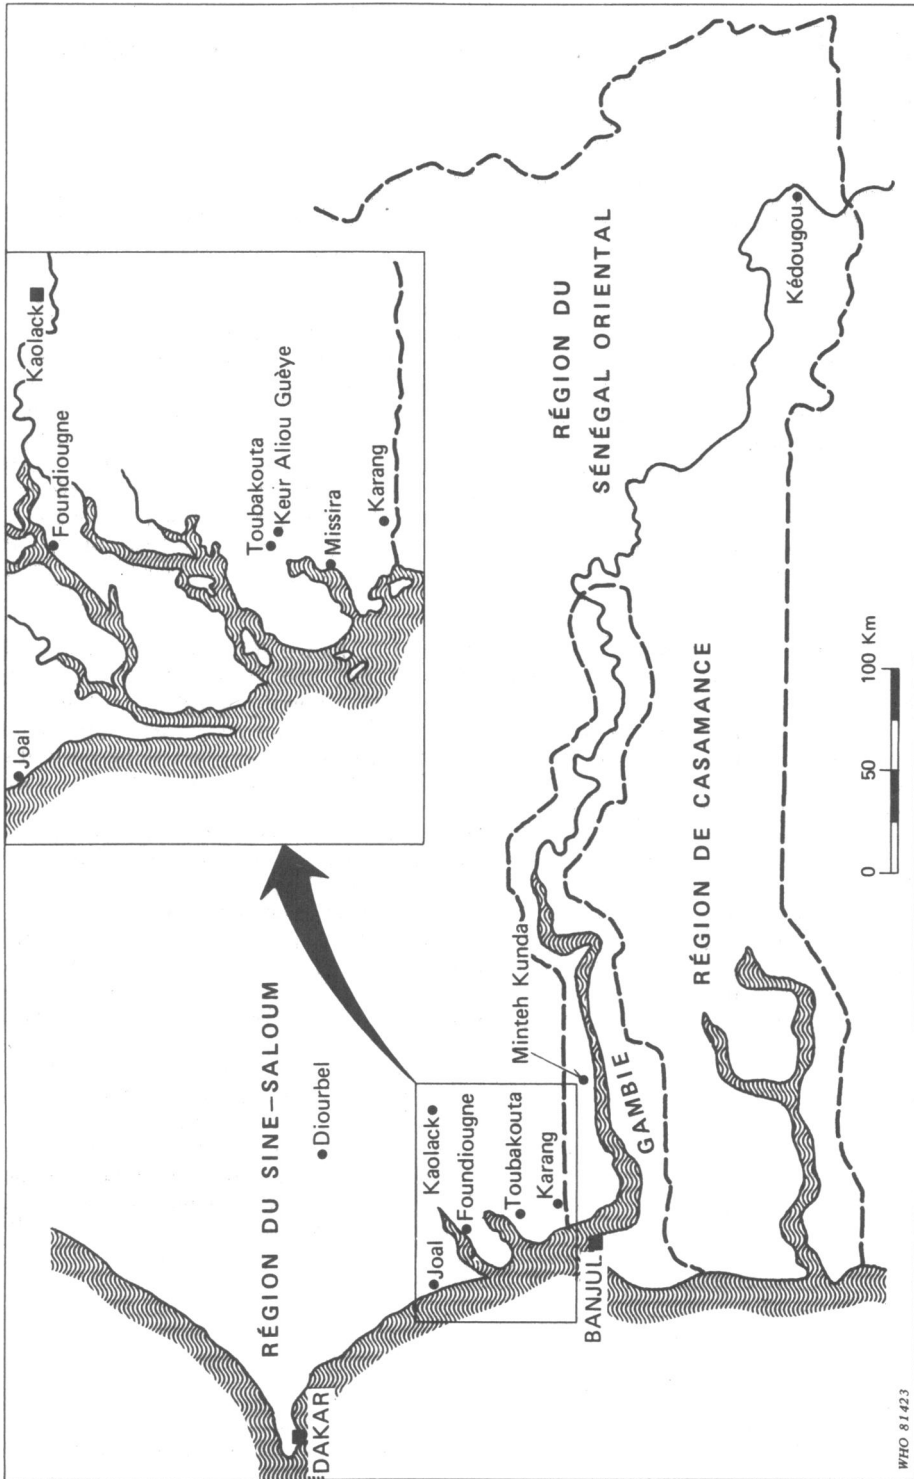 Joal
Foundiougne
Kaolack
Toubakouta
Keur Aliou Guèye
Missira
Karang
DAKAR
RÉGION DU SINE—SALOUM
Diourbel
Joal
Kaolack
Foundiougne
Toubakouta
Karang
BANJUL
Minteh Kunda
GAMBIE
RÉGION DU
SÉNÉGAL ORIENTAL
Kédougou
RÉGION DE CASAMANCE
0 50 100 Km
WHO 81423